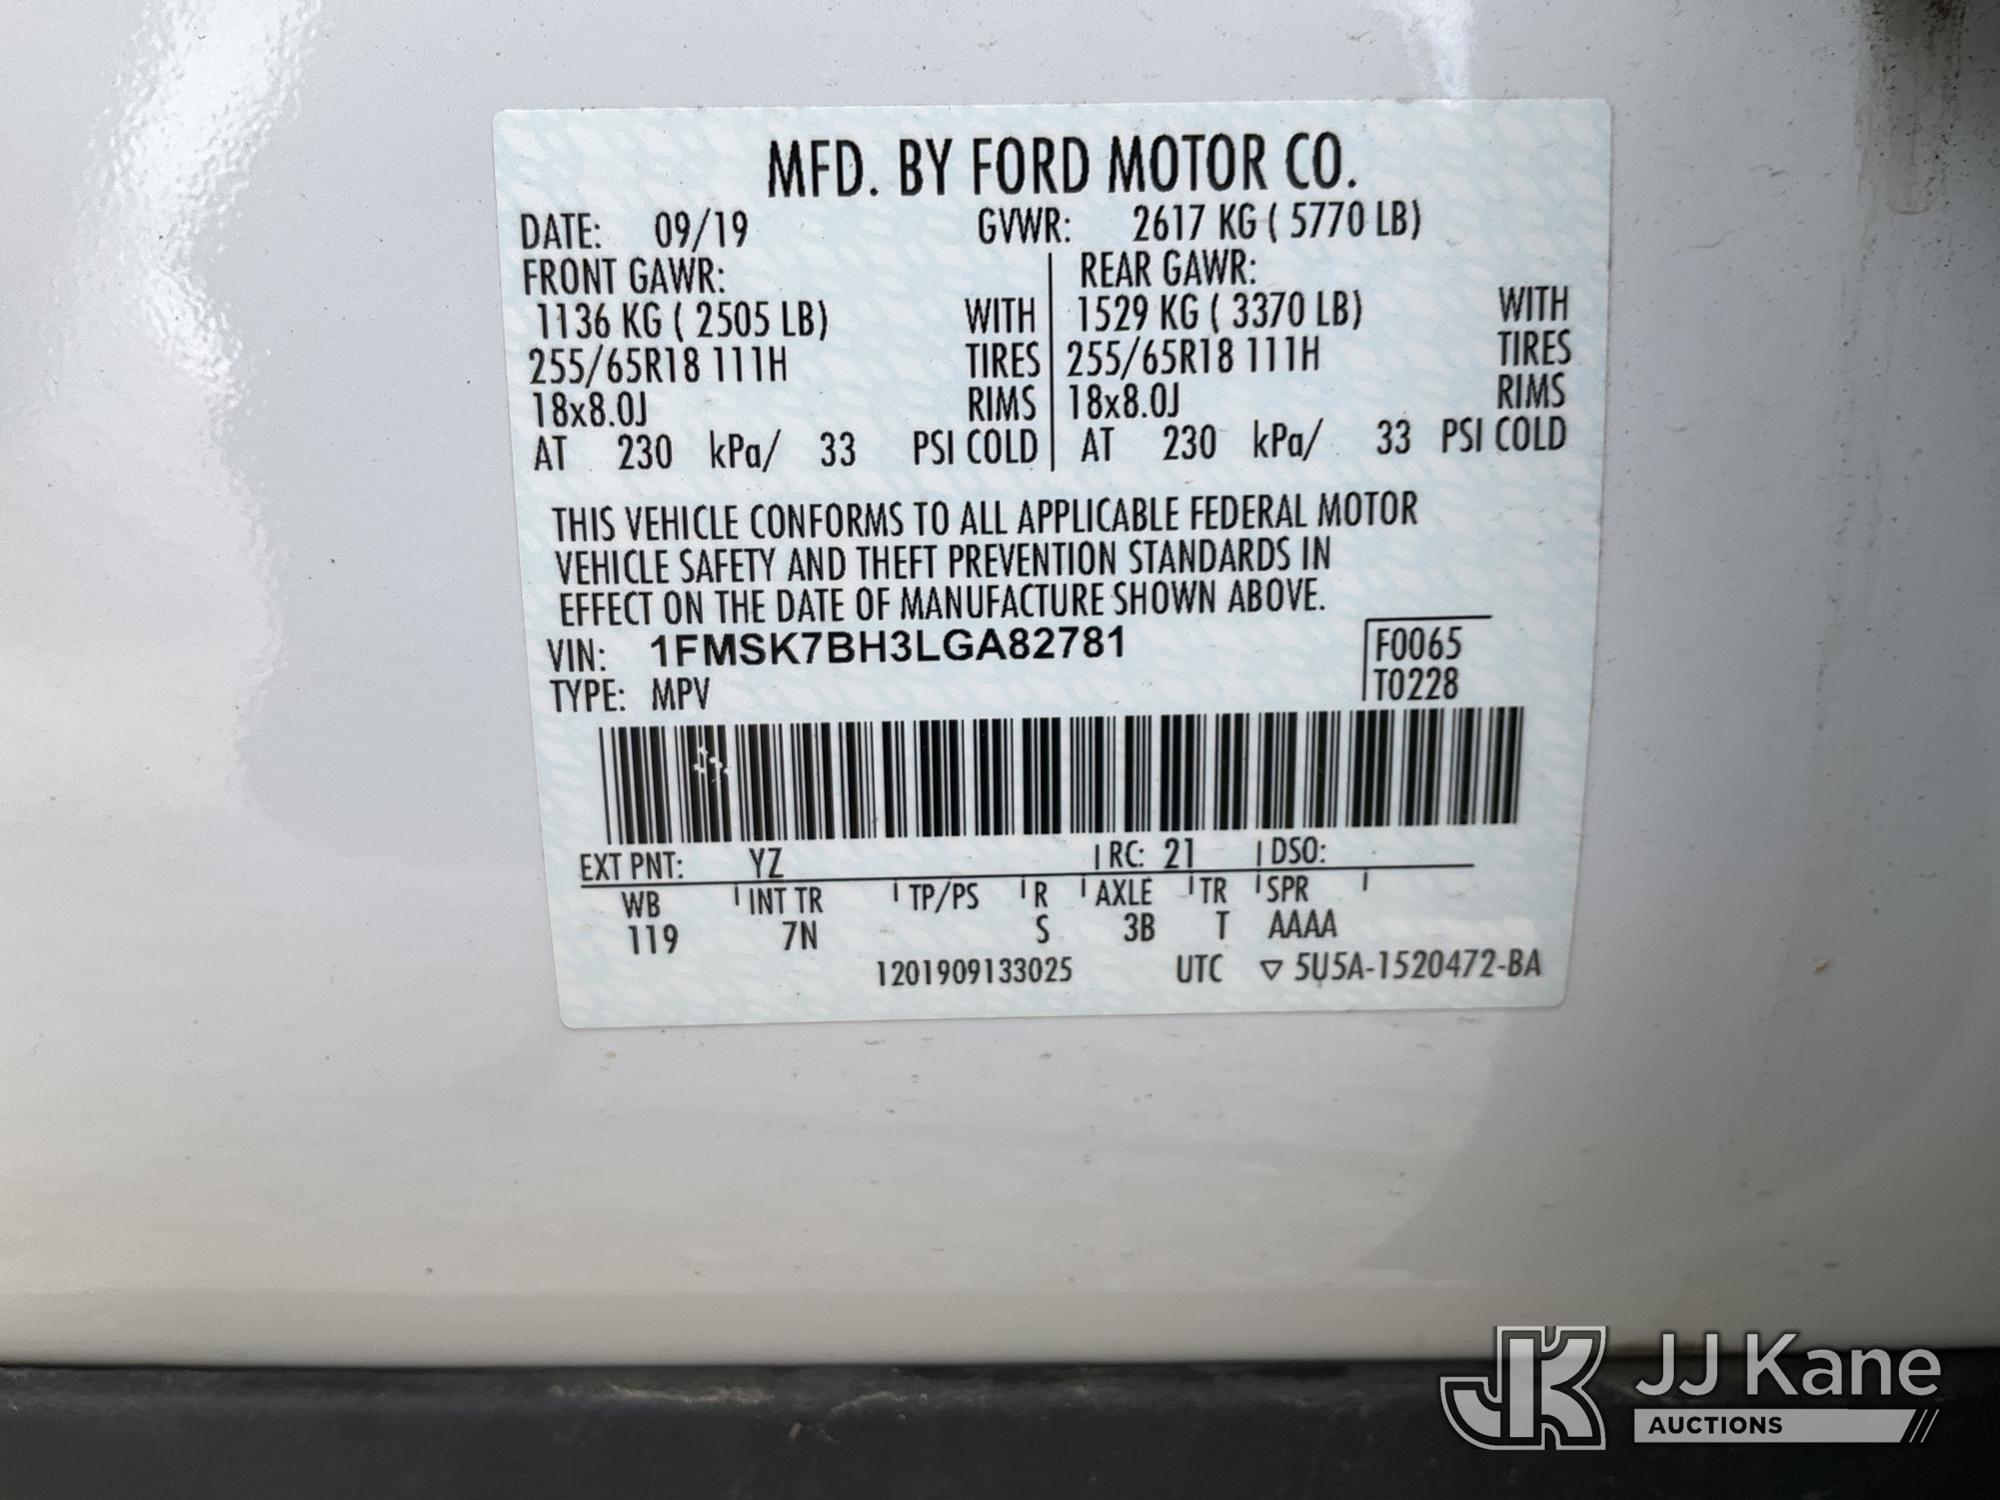 MFD. BY FORD MOTOR CO.
DATE: 09/19 GVWR: 2617 KG ( 5770 LB)
FRONT GAWR: REAR GAWR:
1136 KG ( 2505 LB) WITH 1529 KG ( 3370 LB) WITH
255/65R18 111H TIRES 255/65R18 111H TIRES
18x8.0J RIMS 18x8.0J RIMS
AT 230 kPa/ 33 PSI COLD AT 230 kPa/ 33 PSI COLD
THIS VEHICLE CONFORMS TO ALL APPLICABLE FEDERAL MOTOR
VEHICLE SAFETY AND THEFT PREVENTION STANDARDS IN
EFFECT ON THE DATE OF MANUFACTURE SHOWN ABOVE.
VIN: 1FMSK7BH3LGA82781 F0065
TYPE: MPV T0228
EXT PNT: YZ RC: 21 DSO:
WB INT TR TP/PS R AXLE TR SPR
119 7N S 3B T AAAA
1201909133025 UTC ▽ 5U5A-1520472-BA
JK JJ Kane
AUCTIONS